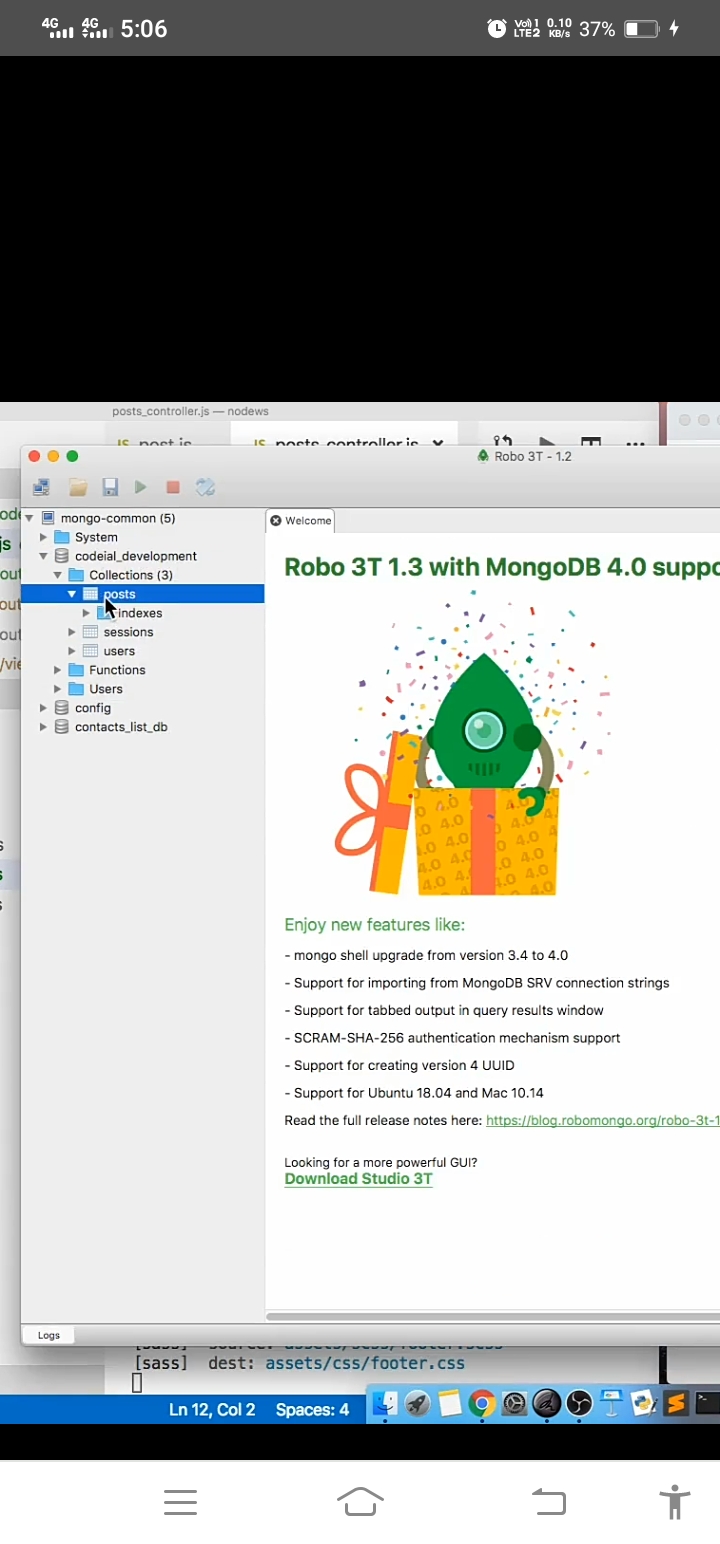 4G 4G 5:06 Vo) 1 LTE2 0.10 KB/s 37%
posts_controller.js — nodews
JS post.js JS posts_controller.js
Robo 3T - 1.2
mongo-common (5)
Welcome
System
codeial_development
Robo 3T 1.3 with MongoDB 4.0 suppo
Collections (3)
posts
indexes
sessions
users
Functions
Users
config
contacts_list_db
4.0
Enjoy new features like:
- mongo shell upgrade from version 3.4 to 4.0
- Support for importing from MongoDB SRV connection strings
- Support for tabbed output in query results window
- SCRAM-SHA-256 authentication mechanism support
- Support for creating version 4 UUID
- Support for Ubuntu 18.04 and Mac 10.14
Read the full release notes here: https://blog.robomongo.org/robo-3t-1
Looking for a more powerful GUI?
Download Studio 3T
Logs
[sass] source: assets/scss/footer.scss
[sass] dest: assets/css/footer.css
Ln 12, Col 2 Spaces: 4